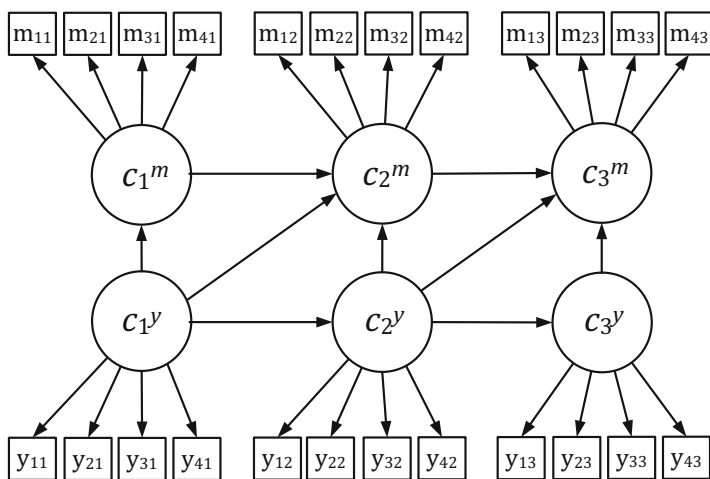 m₁₁ m₂₁ m₃₁ m₄₁ m₁₂ m₂₂ m₃₂ m₄₂ m₁₃ m₂₃ m₃₃ m₄₃
c₁ᵐ c₂ᵐ c₃ᵐ
c₁ʸ c₂ʸ c₃ʸ
y₁₁ y₂₁ y₃₁ y₄₁ y₁₂ y₂₂ y₃₂ y₄₂ y₁₃ y₂₃ y₃₃ y₄₃